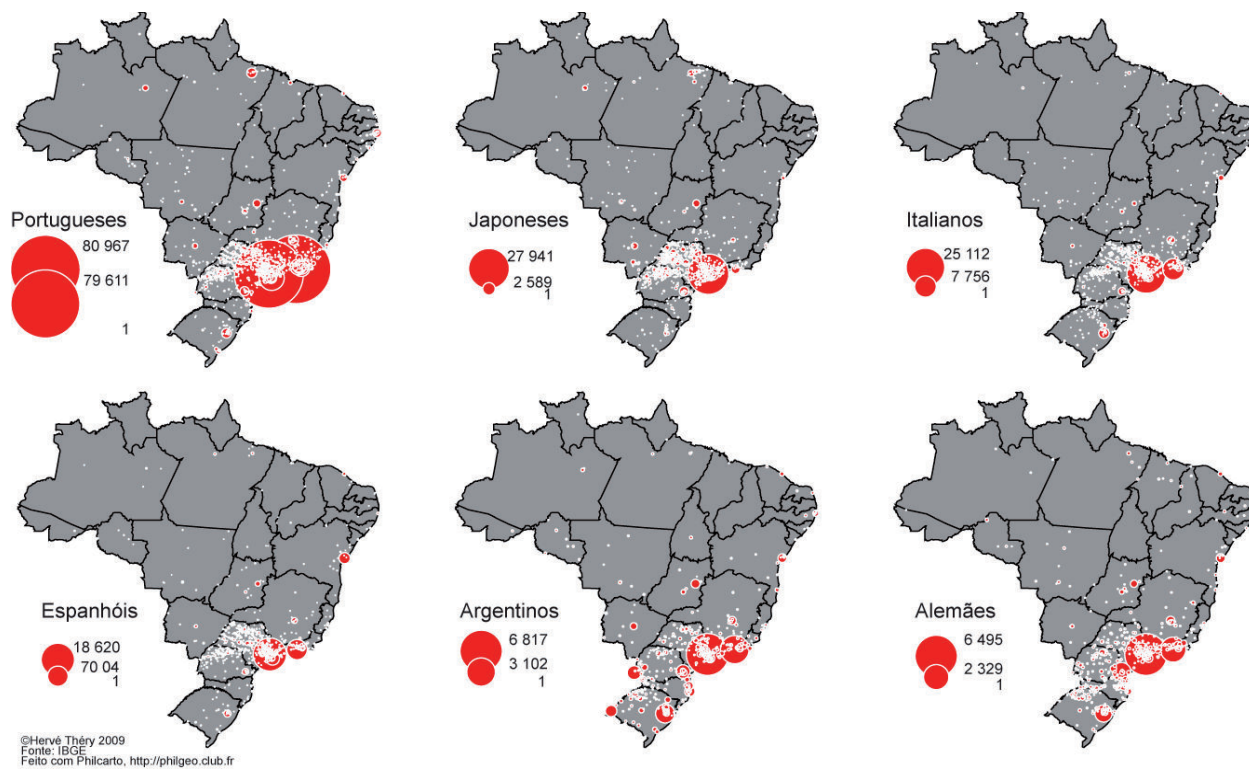 Portugueses
80 967
79 611
1
Japoneses
27 941
2 589
1
Italianos
25 112
7 756
1
Espanhóis
18 620
70 04
1
Argentinos
6 817
3 102
1
Alemães
6 495
2 329
1
©Hervé Théry 2009
Fonte: IBGE
Feito com Philcarto, http://philgeo.club.fr